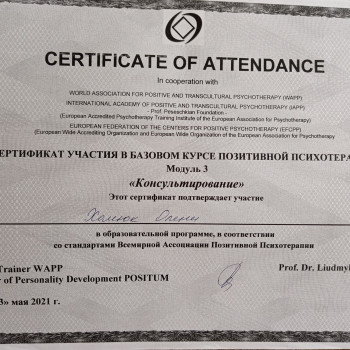 CERTIFICATE OF ATTENDANCE
In cooperation with
WORLD ASSOCIATION FOR POSITIVE AND TRANSCULTURAL PSYCHOTHERAPY (WAPP)
INTERNATIONAL ACADEMY OF POSITIVE AND TRANSCULTURAL PSYCHOTHERAPY (IAPP)
- Prof. Peseschkian Foundation -
(European Accredited Psychotherapy Training Institute of the European Association for Psychotherapy)
EUROPEAN FEDERATION OF THE CENTERS FOR POSITIVE PSYCHOTHERAPY (EFCPP)
(European Wide Accrediting Organization and European Wide Organization of the European Association for Psychotherapy
ЕРТИФИКАТ УЧАСТИЯ В БАЗОВОМ КУРСЕ ПОЗИТИВНОЙ ПСИХОТЕРА
Модуль 3
«Консультирование»
Этот сертификат подтверждает участие
в образовательной программе, в соответствии
со стандартами Всемирной Ассоциации Позитивной Психотерапии
Trainer WAPP
Prof. Dr. Liudmyl
r of Personality Development POSITUM
3» мая 2021 г.